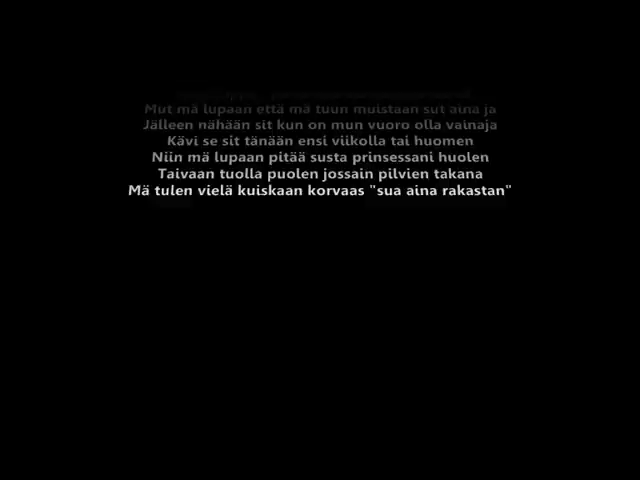 Mut mä lupaan että mä tuun muistaan sut aina ja
Jälleen nähään sit kun on mun vuoro olla vainaja
Kävi se sit tänään ensi viikolla tai huomen
Niin mä lupaan pitää susta prinsessani huolen
Taivaan tuolla puolen jossain pilvien takana
Mä tulen vielä kuiskaan korvaas "sua aina rakastan"